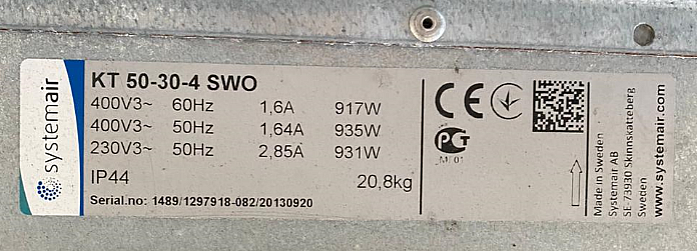 systemair
KT 50-30-4 SWO
400V3~ 60Hz 1,6A 917W
400V3~ 50Hz 1,64A 935W
230V3~ 50Hz 2,85A 931W
IP44 20,8kg
Serial.no: 1489/1297918-082/20130920
CE
РСТ
ME01
Made in Sweden
Systemair AB
SE 73930 Skinnskatteberg
Sweden
www.systemair.com